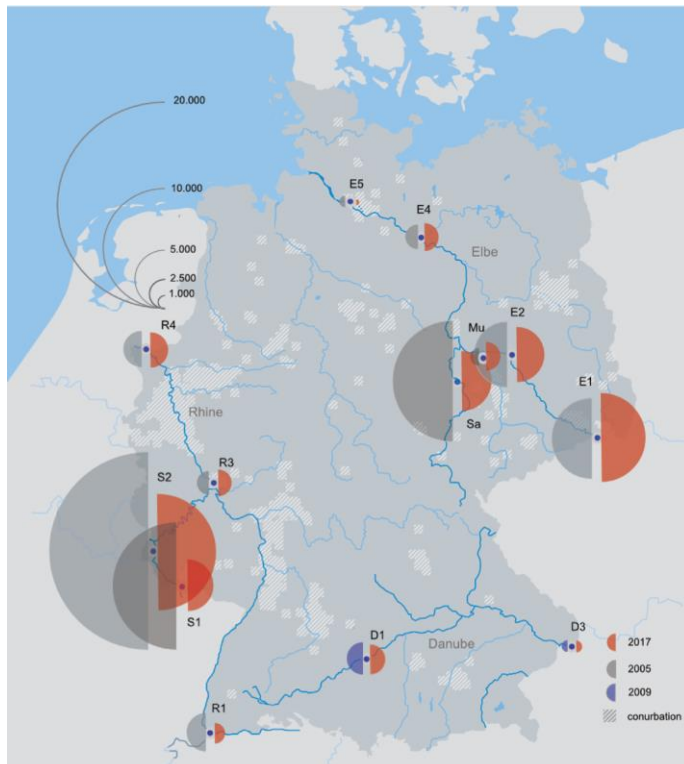 20.000
10.000
5.000
2.500
1.000
E5
E4
Elbe
R4
Mu
E2
E1
Sa
Rhine
S2
R3
S1
D1
Danube
D3
R1
2017
2005
2009
conurbation